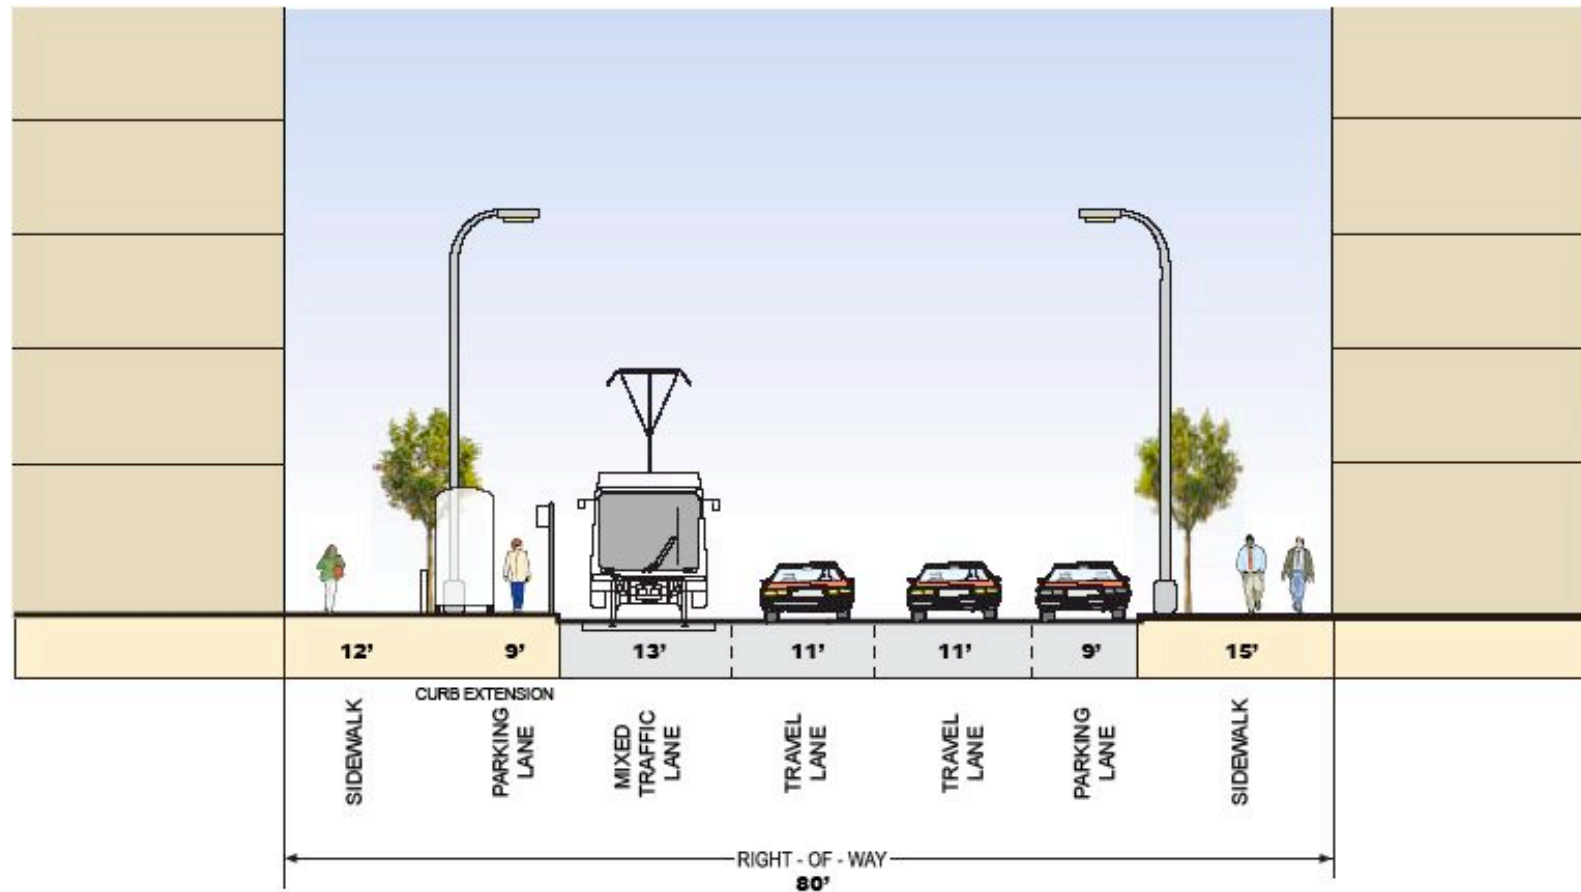 12' 9' 13' 11' 11' 9' 15'
CURB EXTENSION
SIDEWALK
PARKING
LANE
MIXED
TRAFFIC
LANE
TRAVEL
LANE
TRAVEL
LANE
PARKING
LANE
SIDEWALK
RIGHT - OF - WAY
80'